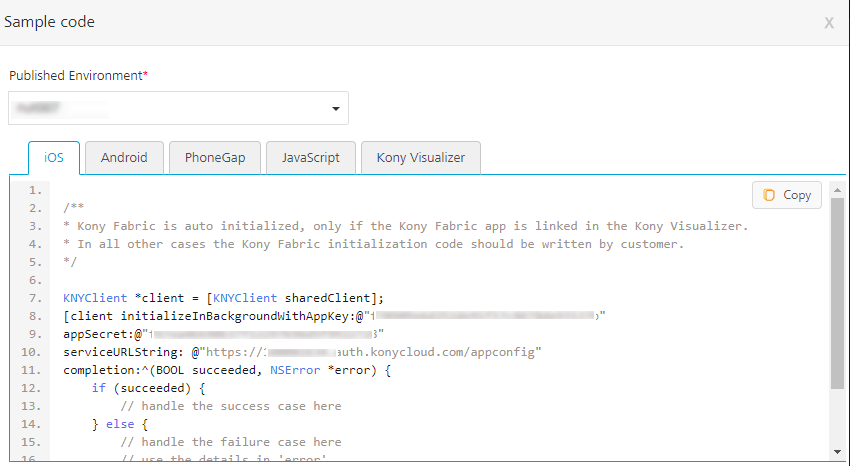 Sample code
X
Published Environment*
iOS
Android
PhoneGap
JavaScript
Kony Visualizer
Copy
1.
2. /**
3. * Kony Fabric is auto initialized, only if the Kony Fabric app is linked in the Kony Visualizer.
4. * In all other cases the Kony Fabric initialization code should be written by customer.
5. */
6.
7. KNYClient *client = [KNYClient sharedClient];
8. [client initializeInBackgroundWithAppKey:@" "
9. appSecret:@" "
10. serviceURLString: @"https:// auth.konycloud.com/appconfig"
11. completion:^(BOOL succeeded, NSError *error) {
12. if (succeeded) {
13. // handle the success case here
14. } else {
15. // handle the failure case here
16. // use the details in 'error'